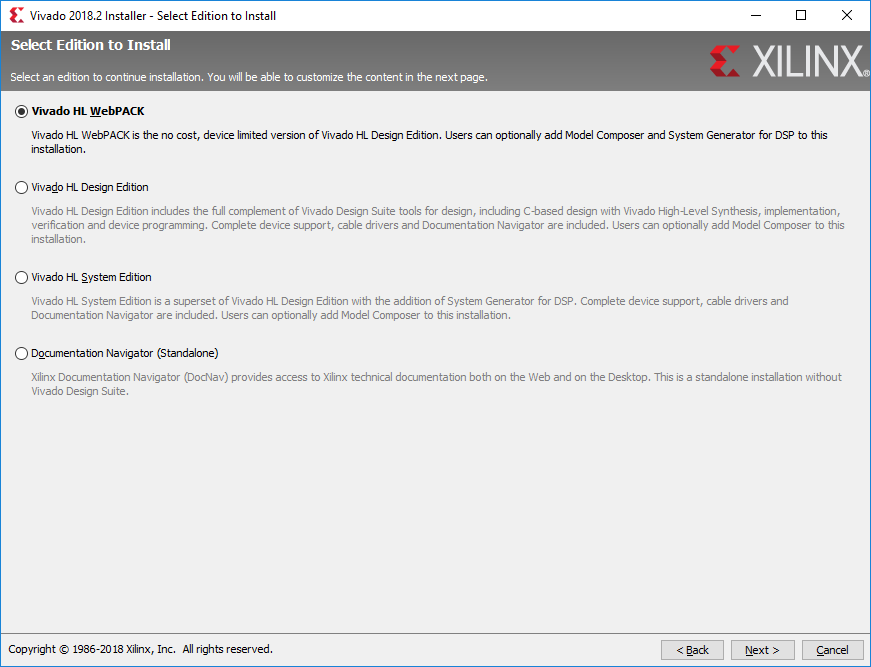 Vivado 2018.2 Installer - Select Edition to Install
Select Edition to Install
Select an edition to continue installation. You will be able to customize the content in the next page.
XILINX®
Vivado HL WebPACK
Vivado HL WebPACK is the no cost, device limited version of Vivado HL Design Edition. Users can optionally add Model Composer and System Generator for DSP to this
installation.
Vivado HL Design Edition
Vivado HL Design Edition includes the full complement of Vivado Design Suite tools for design, including C-based design with Vivado High-Level Synthesis, implementation,
verification and device programming. Complete device support, cable drivers and Documentation Navigator are included. Users can optionally add Model Composer to this
installation.
Vivado HL System Edition
Vivado HL System Edition is a superset of Vivado HL Design Edition with the addition of System Generator for DSP. Complete device support, cable drivers and
Documentation Navigator are included. Users can optionally add Model Composer to this installation.
Documentation Navigator (Standalone)
Xilinx Documentation Navigator (DocNav) provides access to Xilinx technical documentation both on the Web and on the Desktop. This is a standalone installation without
Vivado Design Suite.
Copyright © 1986-2018 Xilinx, Inc.  All rights reserved.
< Back
Next >
Cancel